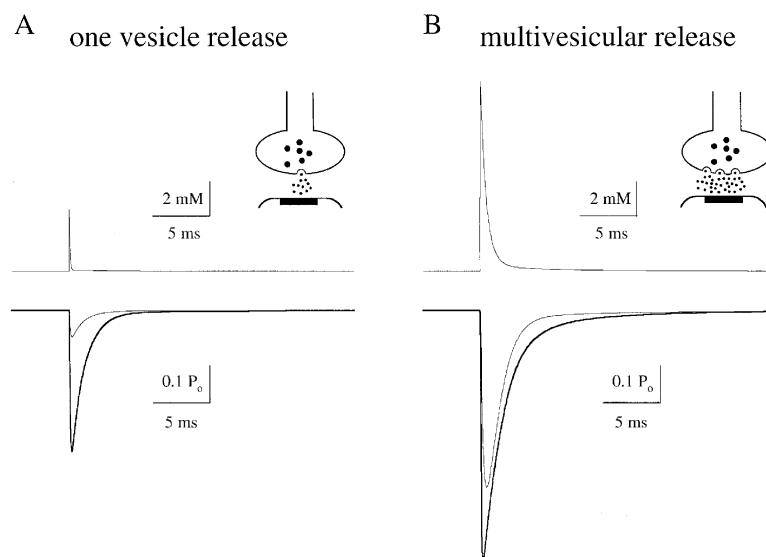 A
one vesicle release
2 mM
5 ms
0.1 Po
5 ms
B
multivesicular release
2 mM
5 ms
0.1 Po
5 ms